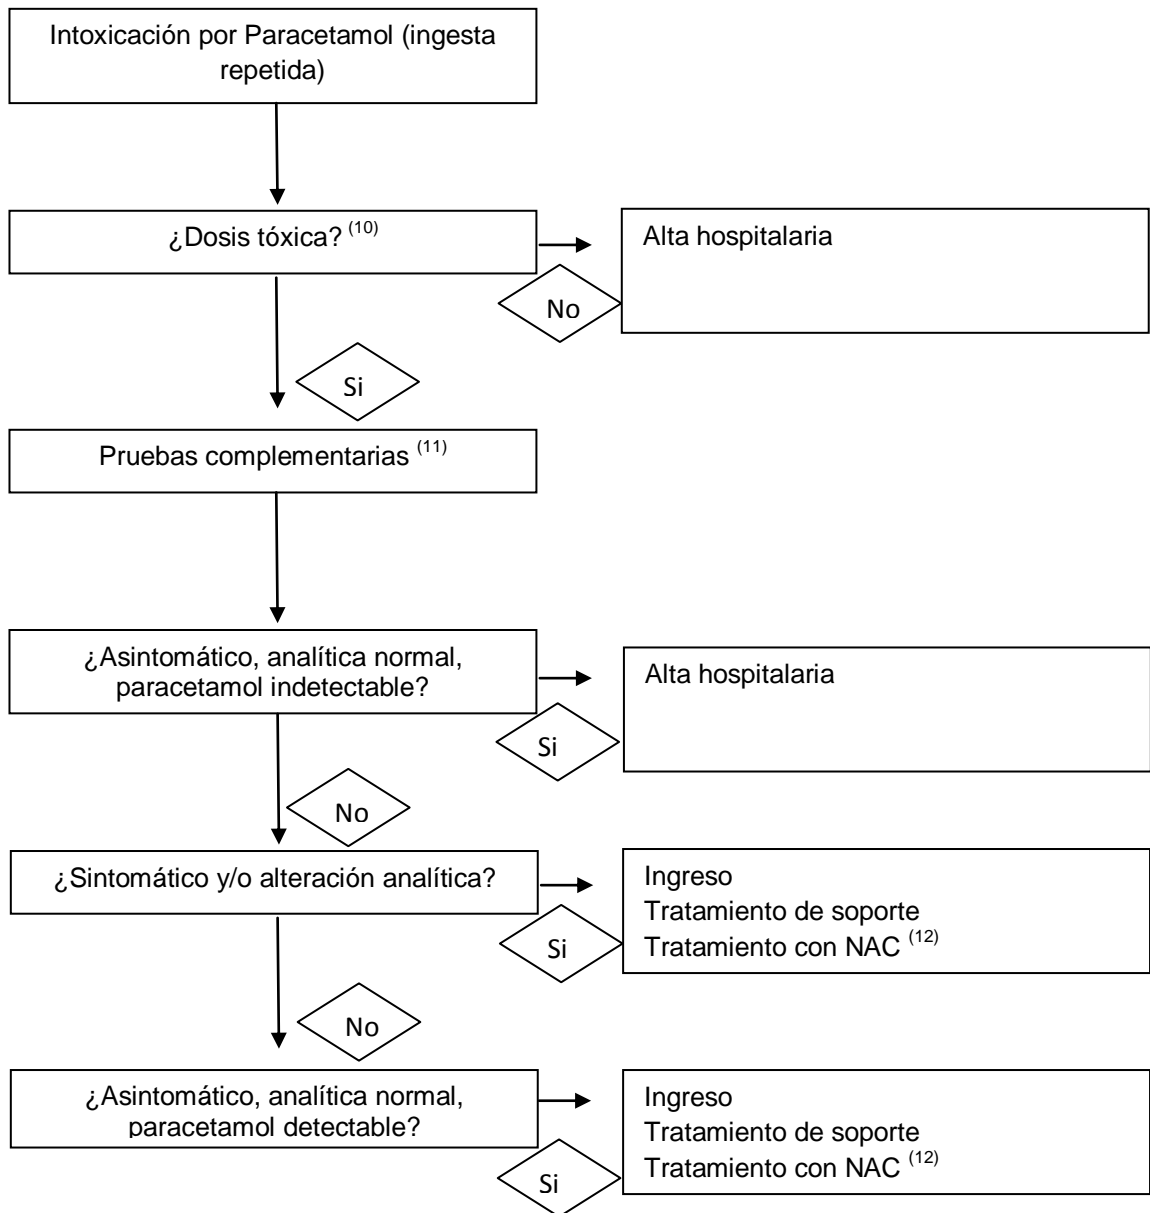 Intoxicación por Paracetamol (ingesta
repetida)
¿Dosis tóxica? (10)
Alta hospitalaria
No
Si
Pruebas complementarias (11)
¿Asintomático, analítica normal,
paracetamol indetectable?
Alta hospitalaria
Si
No
¿Sintomático y/o alteración analítica?
Ingreso
Tratamiento de soporte
Tratamiento con NAC (12)
Si
No
¿Asintomático, analítica normal,
paracetamol detectable?
Ingreso
Tratamiento de soporte
Tratamiento con NAC (12)
Si